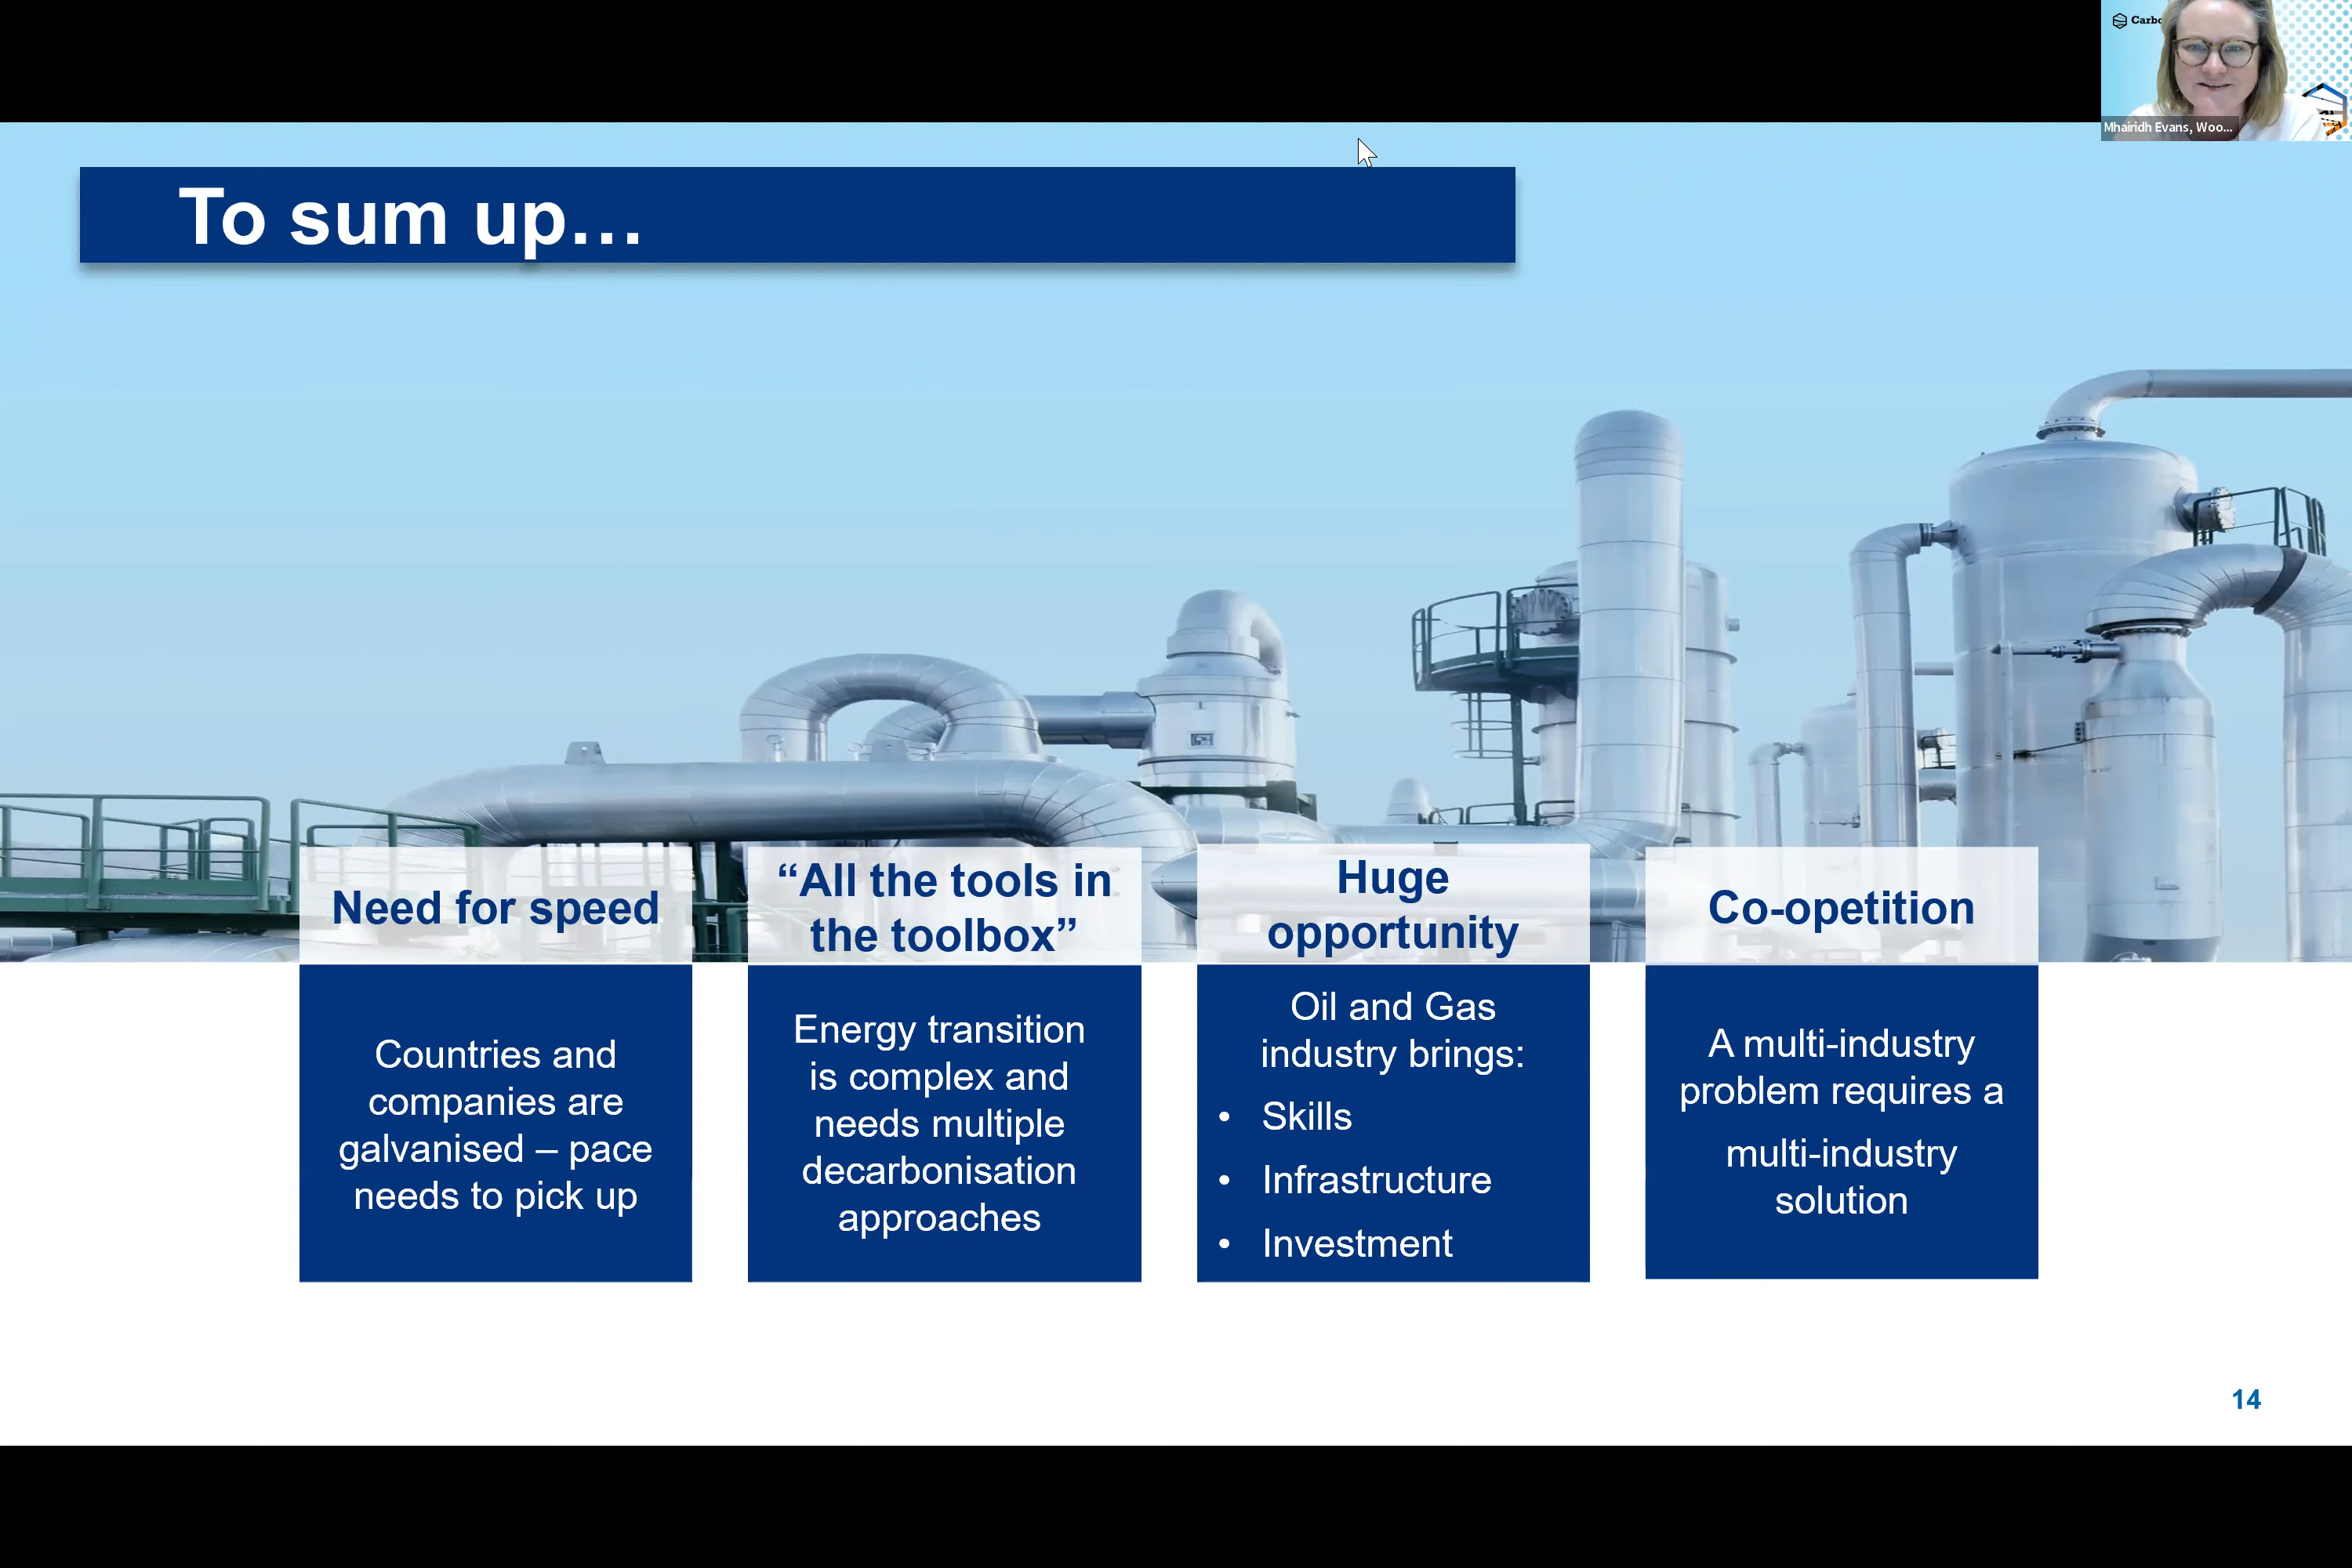 Carbo
Mhairidh Evans, Woo...
To sum up...
Need for speed
Countries and
companies are
galvanised – pace
needs to pick up
“All the tools in
the toolbox”
Energy transition
is complex and
needs multiple
decarbonisation
approaches
Huge
opportunity
Oil and Gas
industry brings:
• Skills
• Infrastructure
• Investment
Co-opetition
A multi-industry
problem requires a
multi-industry
solution
14